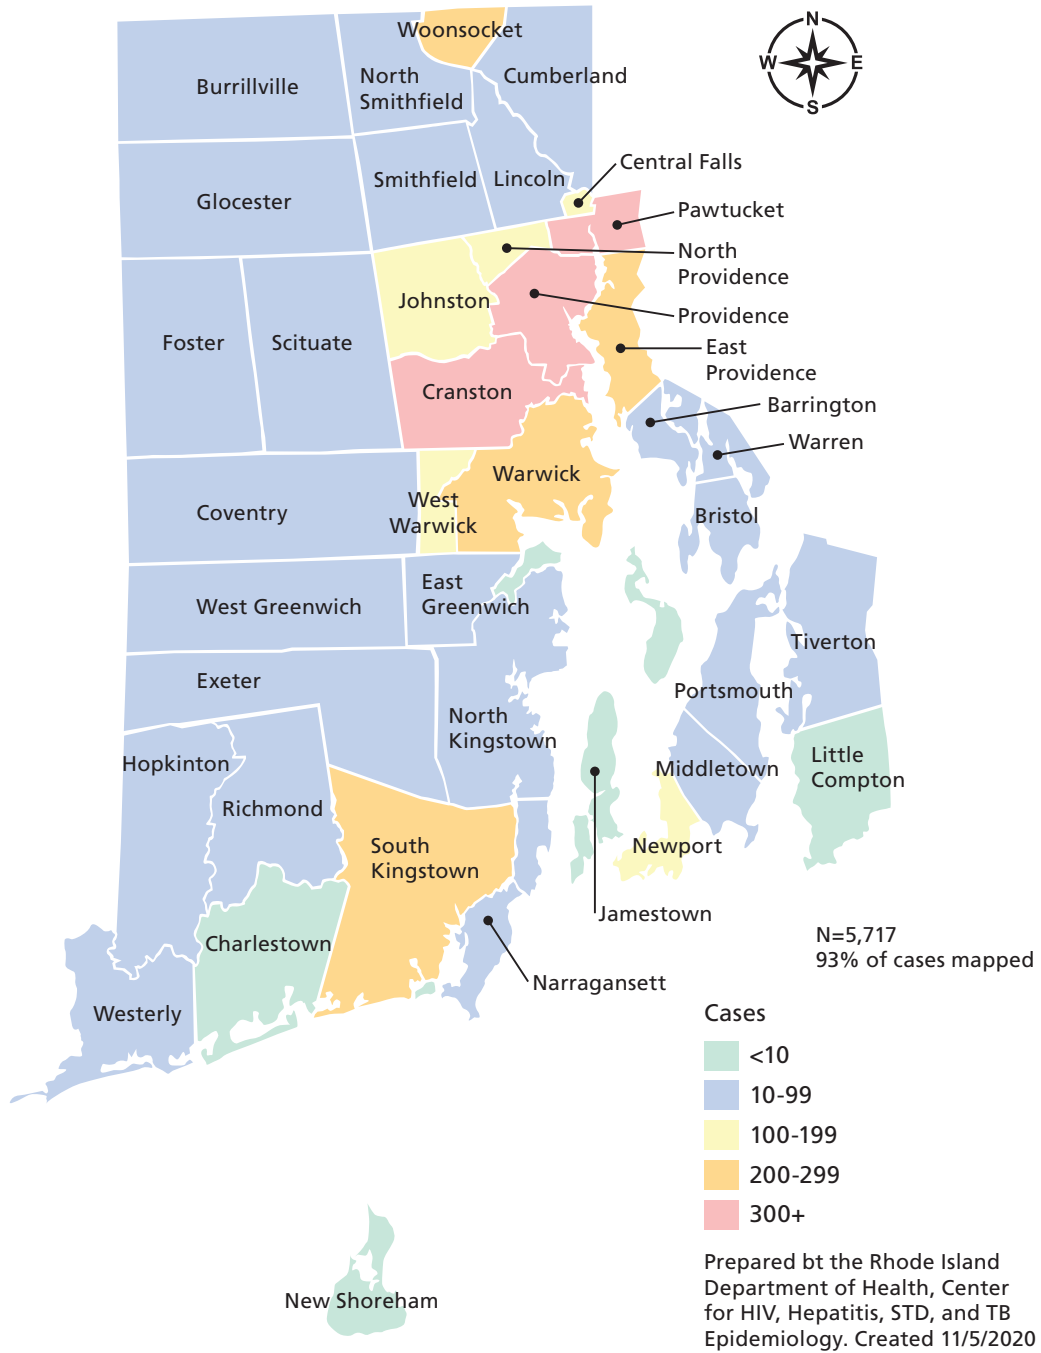 N
W
E
S
Woonsocket
Burrillville
North
Smithfield
Cumberland
Central Falls
Smithfield
Lincoln
Glocester
Pawtucket
North
Providence
Johnston
Providence
Foster
Scituate
East
Providence
Cranston
Barrington
Warren
Warwick
West
Warwick
Coventry
Bristol
East
Greenwich
West Greenwich
Tiverton
Exeter
Portsmouth
North
Kingstown
Hopkinton
Middletown
Little
Compton
Richmond
South
Kingstown
Newport
Jamestown
Charlestown
Narragansett
Westerly
New Shoreham
N=5,717
93% of cases mapped
Cases
<10
10-99
100-199
200-299
300+
Prepared bt the Rhode Island
Department of Health, Center
for HIV, Hepatitis, STD, and TB
Epidemiology. Created 11/5/2020